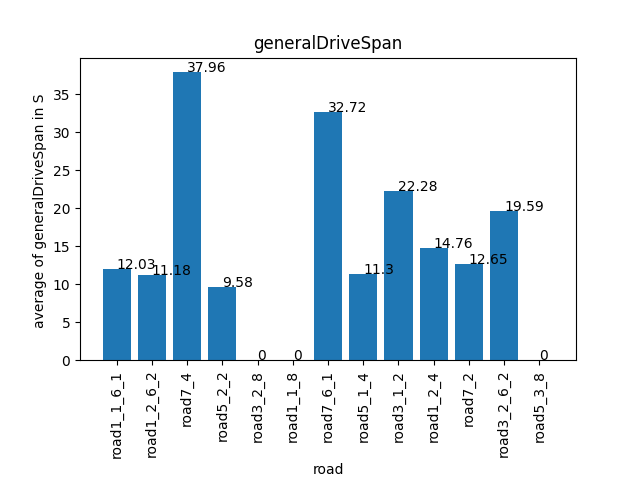 generalDriveSpan
average of generalDriveSpan in S
35
30
25
20
15
10
5
0
12.03
11.18
37.96
9.58
0
0
32.72
11.3
22.28
14.76
12.65
19.59
0
road1_1_6_1
road1_2_6_2
road7_4
road5_2_2
road3_2_8
road1_1_8
road7_6_1
road5_1_4
road3_1_2
road1_2_4
road7_2
road3_2_6_2
road5_3_8
road